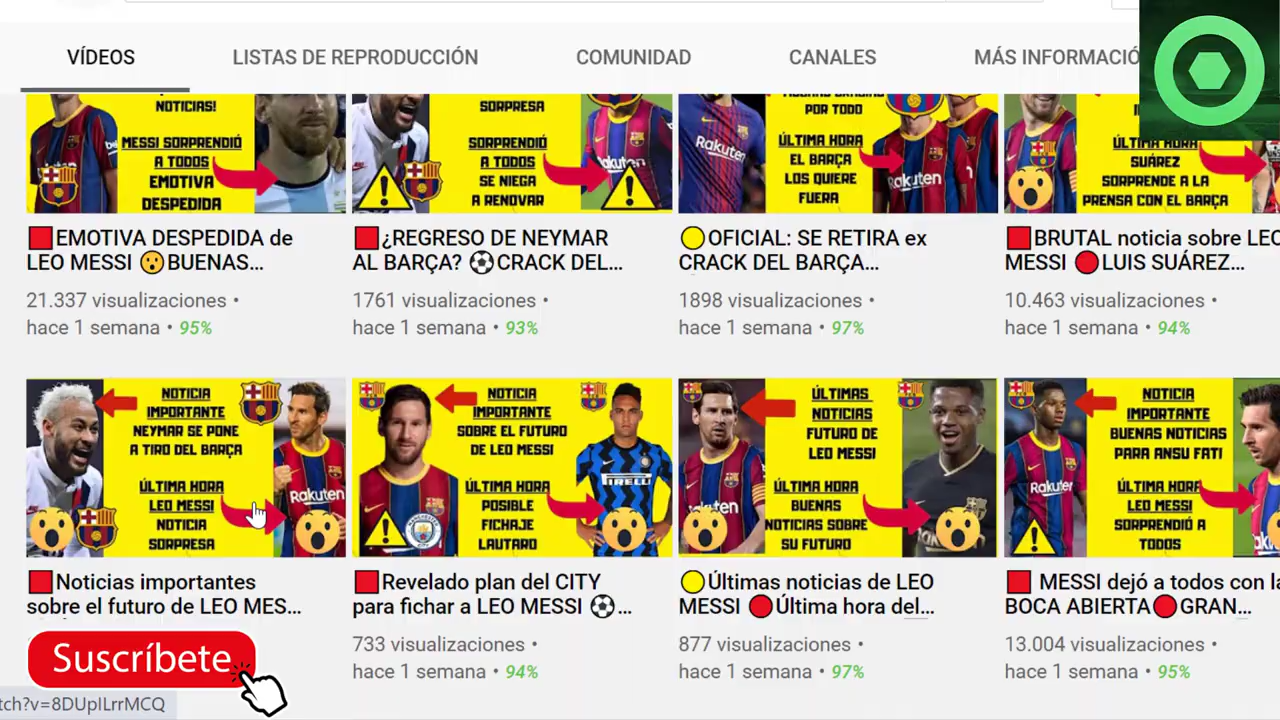 VÍDEOS
LISTAS DE REPRODUCCIÓN
COMUNIDAD
CANALES
MÁS INFORMACIÓ
NOTICIAS!
MESSI SORPRENDIÓ
A TODOS
EMOTIVA
DESPEDIDA
SORPRESA
SORPRENDIÓ
A TODOS
SE NIEGA
A RENOVAR
Rakuten
Rakuten
POR TODO
ÚLTIMA HORA
EL BARÇA
LOS QUIERE
FUERA
Rakuten
ÚLTIMA HORA
SUÁREZ
SORPRENDE A LA
PRENSA CON EL BARÇA
🟥EMOTIVA DESPEDIDA de
LEO MESSI 😮BUENAS...
21.337 visualizaciones •
hace 1 semana • 95%
🟥¿REGRESO DE NEYMAR
AL BARÇA? ⚽CRACK DEL...
1761 visualizaciones •
hace 1 semana • 93%
🟡OFICIAL: SE RETIRA ex
CRACK DEL BARÇA...
1898 visualizaciones •
hace 1 semana • 97%
🟥BRUTAL noticia sobre LEO
MESSI 🔴LUIS SUÁREZ...
10.463 visualizaciones •
hace 1 semana • 94%
NOTICIA
IMPORTANTE
NEYMAR SE PONE
A TIRO DEL BARÇA
ÚLTIMA HORA
LEO MESSI
NOTICIA
SORPRESA
Rakuten
NOTICIA
IMPORTANTE
SOBRE EL FUTURO
DE LEO MESSI
ÚLTIMA HORA
POSIBLE
FICHAJE
LAUTARO
IRELLI
ÚLTIMAS
NOTICIAS
FUTURO DE
LEO MESSI
ÚLTIMA HORA
BUENAS
NOTICIAS SOBRE
SU FUTURO
NOTICIA
IMPORTANTE
BUENAS NOTICIAS
PARA ANSU FATI
ÚLTIMA HORA
LEO MESSI
SORPRENDIÓ A
TODOS
Rakuten
🟥Noticias importantes
sobre el futuro de LEO MES...
🟥Revelado plan del CITY
para fichar a LEO MESSI ⚽...
733 visualizaciones •
hace 1 semana • 94%
🟡Últimas noticias de LEO
MESSI 🔴Última hora del...
877 visualizaciones •
hace 1 semana • 97%
🟥 MESSI dejó a todos con la
BOCA ABIERTA🔴GRAN...
13.004 visualizaciones •
hace 1 semana • 95%
Suscríbete
tch?v=8DUpILrrMCQ